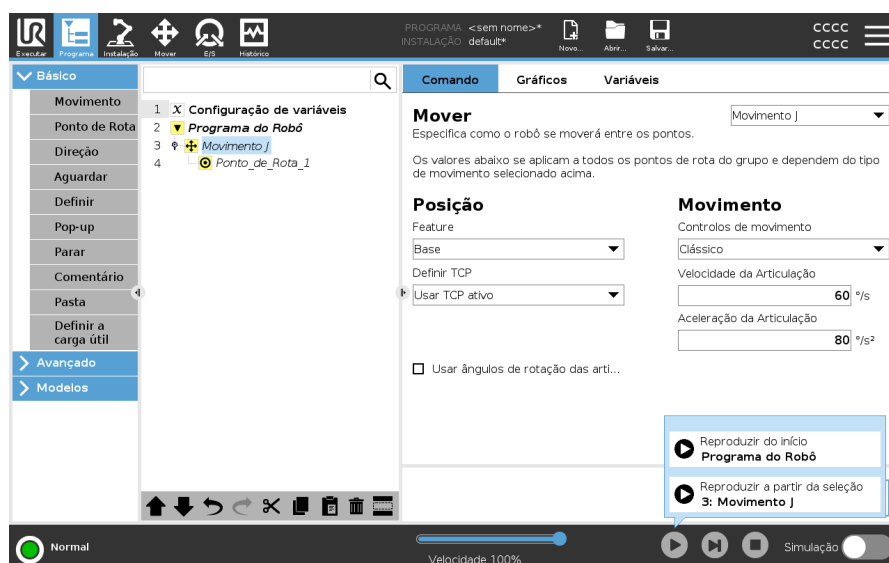 PROGRAMA <sem nome>*
INSTALAÇÃO default*
cccc
cccc
Executar
Programa
Instalação
Mover
E/S
Histórico
Novo...
Abrir...
Salvar...
Básico
Movimento
Ponto de Rota
Direção
Aguardar
Definir
Pop-up
Parar
Comentário
Pasta
Definir a
carga útil
Avançado
Modelos
1 X Configuração de variáveis
2 Programa do Robô
3 Movimento J
4 Ponto_de_Rota_1
Comando Gráficos Variáveis
Mover
Movimento J
Especifica como o robô se moverá entre os pontos.
Os valores abaixo se aplicam a todos os pontos de rota do grupo e dependem do tipo
de movimento selecionado acima.
Posição
Feature
Base
Definir TCP
Usar TCP ativo
Usar ângulos de rotação das arti...
Movimento
Controlos de movimento
Clássico
Velocidade da Articulação
60 °/s
Aceleração da Articulação
80 °/s²
Reproduzir do início
Programa do Robô
Reproduzir a partir da seleção
3: Movimento J
Normal
Velocidade 100%
Simulação